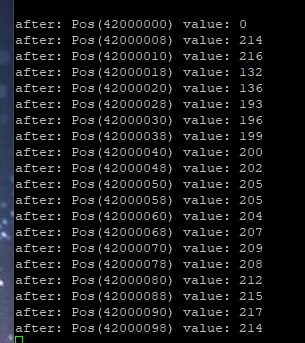 after: Pos(42000000) value: 0
after: Pos(42000008) value: 214
after: Pos(42000010) value: 216
after: Pos(42000018) value: 132
after: Pos(42000020) value: 136
after: Pos(42000028) value: 193
after: Pos(42000030) value: 196
after: Pos(42000038) value: 199
after: Pos(42000040) value: 200
after: Pos(42000048) value: 202
after: Pos(42000050) value: 205
after: Pos(42000058) value: 205
after: Pos(42000060) value: 204
after: Pos(42000068) value: 207
after: Pos(42000070) value: 209
after: Pos(42000078) value: 208
after: Pos(42000080) value: 212
after: Pos(42000088) value: 215
after: Pos(42000090) value: 217
after: Pos(42000098) value: 214